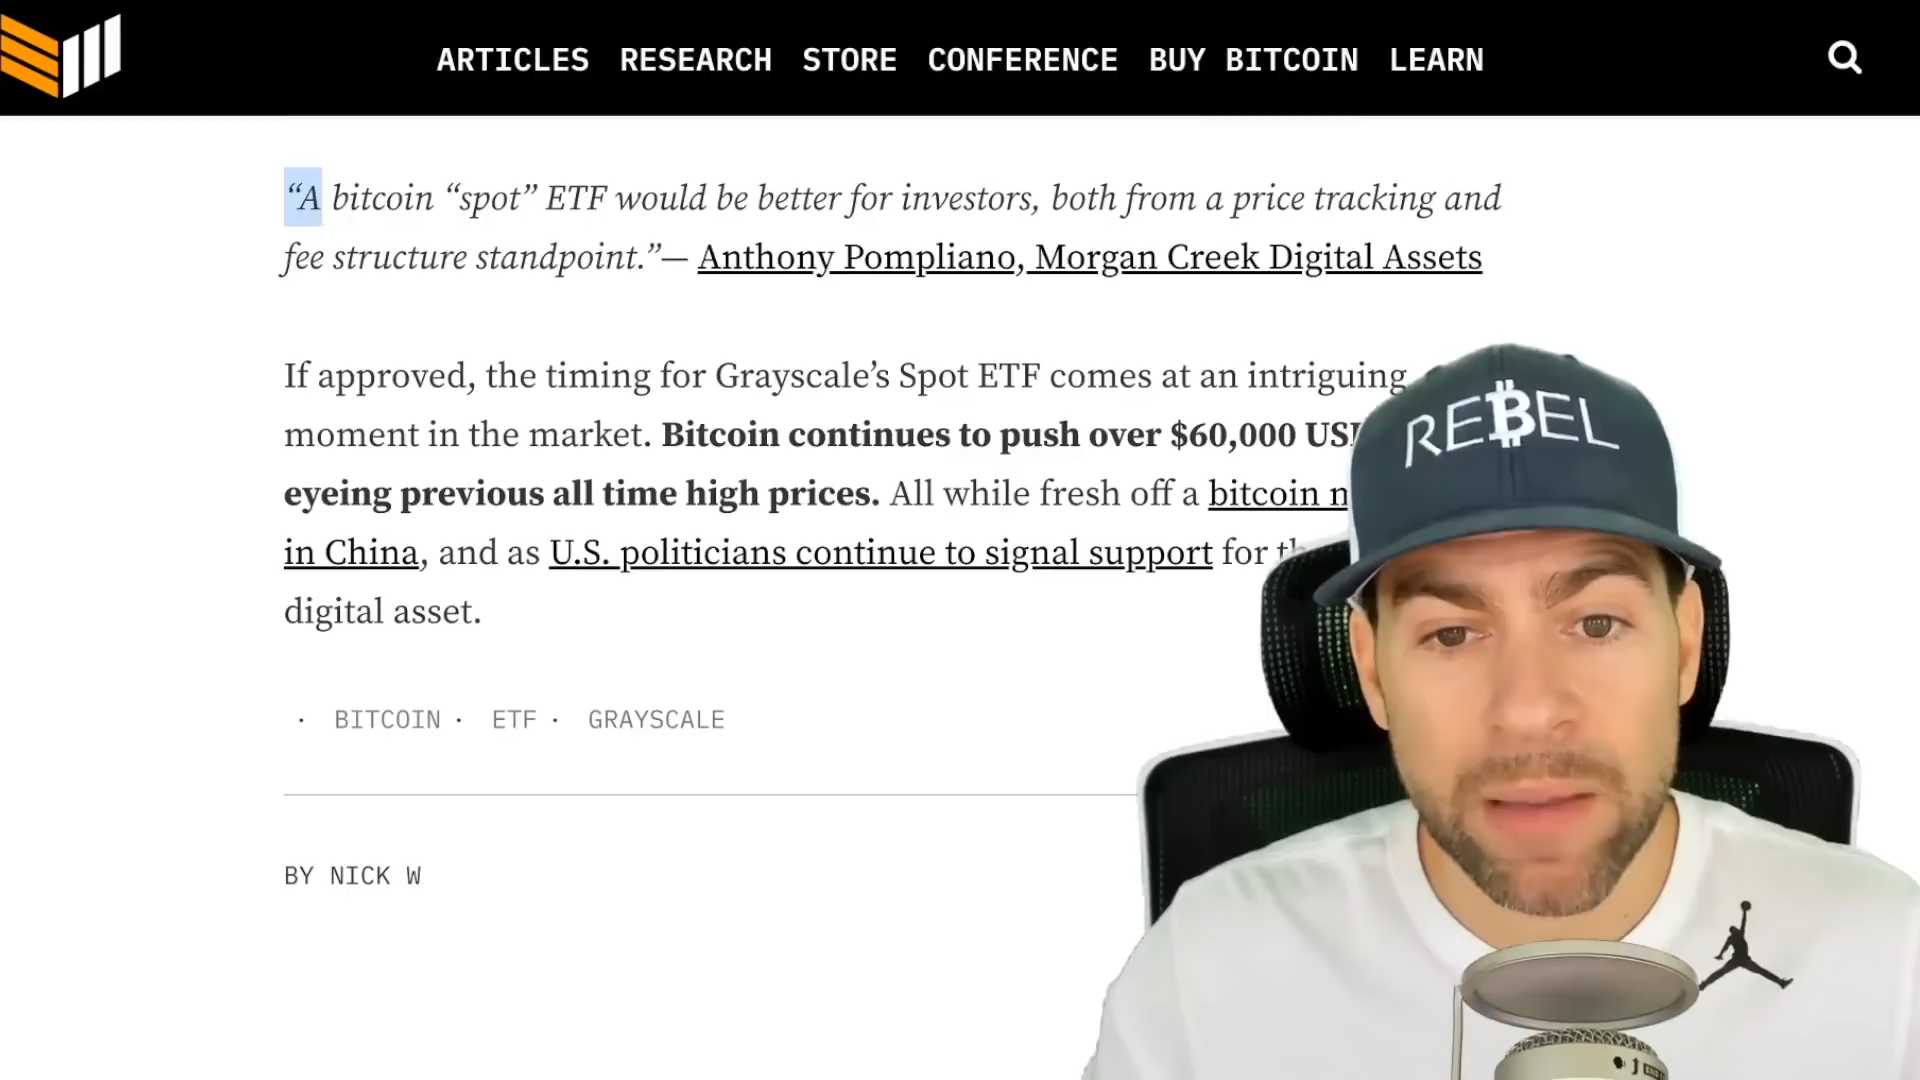 ARTICLES RESEARCH STORE CONFERENCE BUY BITCOIN LEARN
“A bitcoin “spot” ETF would be better for investors, both from a price tracking and
fee structure standpoint.”— Anthony Pompliano, Morgan Creek Digital Assets
If approved, the timing for Grayscale’s Spot ETF comes at an intriguing
moment in the market. Bitcoin continues to push over $60,000
eyeing previous all time high prices. All while fresh off a bitcoin
in China, and as U.S. politicians continue to signal support for
digital asset.
· BITCOIN · ETF · GRAYSCALE
BY NICK W
RE₿EL